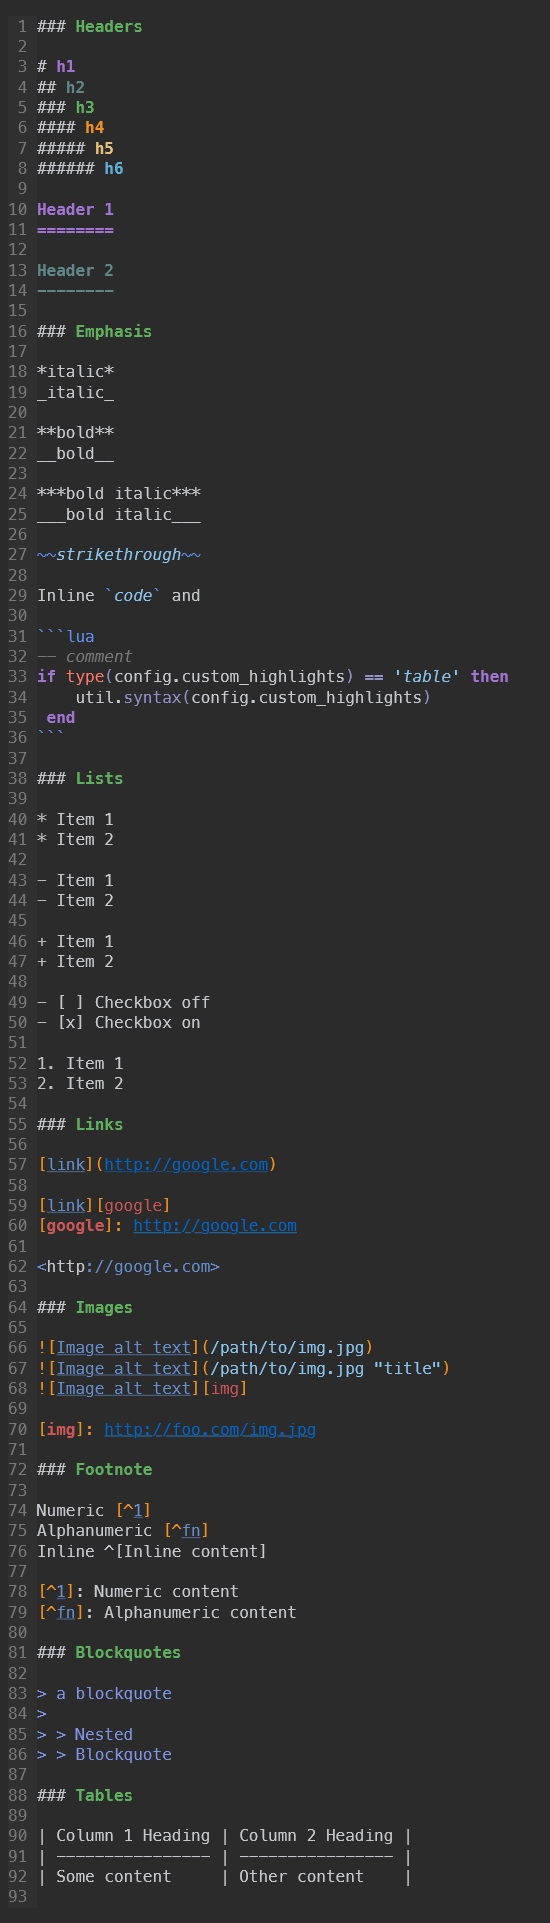 1 ### Headers
2
3 # h1
4 ## h2
5 ### h3
6 #### h4
7 ##### h5
8 ###### h6
9
10 Header 1
11 ========
12
13 Header 2
14 --------
15
16 ### Emphasis
17
18 *italic*
19 _italic_
20
21 **bold**
22 __bold__
23
24 ***bold italic***
25 ___bold italic___
26
27 ~~strikethrough~~
28
29 Inline `code` and
30
31 ```lua
32 -- comment
33 if type(config.custom_highlights) == 'table' then
34     util.syntax(config.custom_highlights)
35  end
36 ```
37
38 ### Lists
39
40 * Item 1
41 * Item 2
42
43 - Item 1
44 - Item 2
45
46 + Item 1
47 + Item 2
48
49 - [ ] Checkbox off
50 - [x] Checkbox on
51
52 1. Item 1
53 2. Item 2
54
55 ### Links
56
57 [link](http://google.com)
58
59 [link][google]
60 [google]: http://google.com
61
62 <http://google.com>
63
64 ### Images
65
66 ![Image alt text](/path/to/img.jpg)
67 ![Image alt text](/path/to/img.jpg "title")
68 ![Image alt text][img]
69
70 [img]: http://foo.com/img.jpg
71
72 ### Footnote
73
74 Numeric [^1]
75 Alphanumeric [^fn]
76 Inline ^[Inline content]
77
78 [^1]: Numeric content
79 [^fn]: Alphanumeric content
80
81 ### Blockquotes
82
83 > a blockquote
84 >
85 > > Nested
86 > > Blockquote
87
88 ### Tables
89
90 | Column 1 Heading | Column 2 Heading |
91 | ---------------- | ---------------- |
92 | Some content     | Other content    |
93